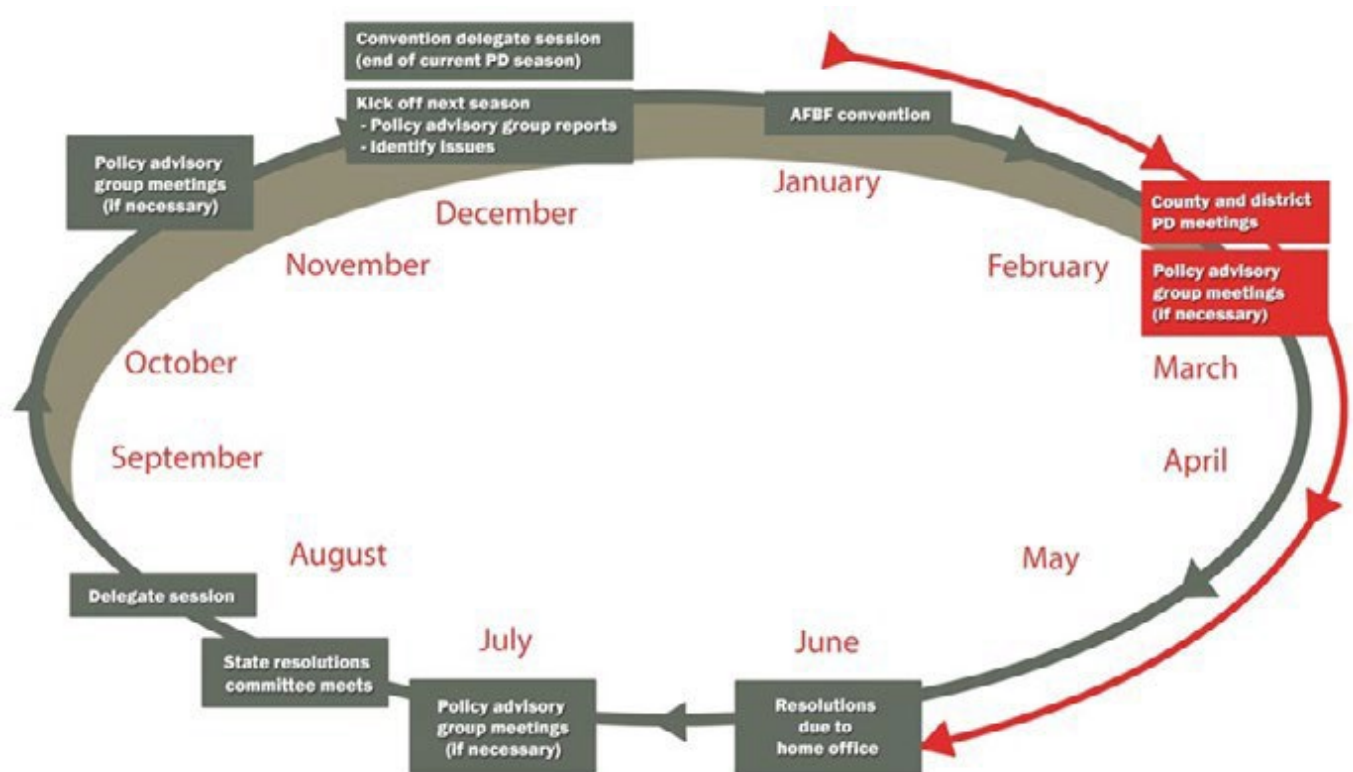 Convention delegate session
(end of current PD season)
Kick off next season
- Policy advisory group reports
- Identify issues
AFBF convention
Policy advisory
group meetings
(if necessary)
January
County and district
PD meetings
December
November
February
Policy advisory
group meetings
(if necessary)
October
March
September
April
August
May
Delegate session
July
June
State resolutions
committee meets
Policy advisory
group meetings
(if necessary)
Resolutions
due to
home office